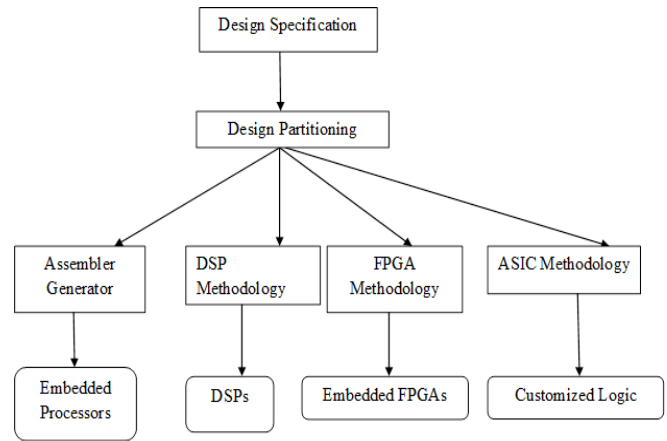 Design Specification
Design Partitioning
Assembler
Generator
DSP
Methodology
FPGA
Methodology
ASIC Methodology
Embedded
Processors
DSPs
Embedded FPGAs
Customized Logic